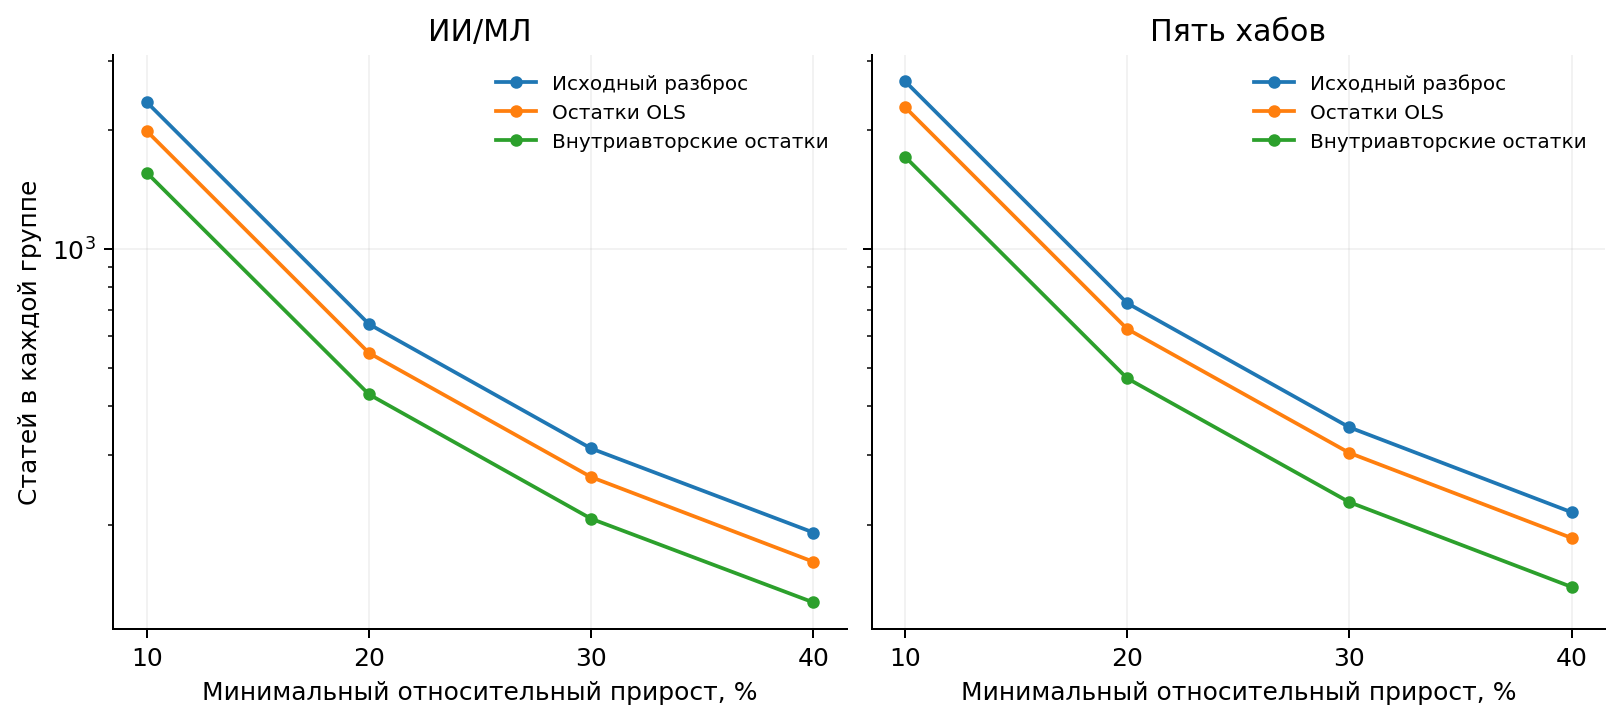 ИИ/МЛ
Статей в каждой группе
10³
Исходный разброс
Остатки OLS
Внутриавторские остатки
10 20 30 40
Минимальный относительный прирост, %
Пять хабов
Исходный разброс
Остатки OLS
Внутриавторские остатки
10 20 30 40
Минимальный относительный прирост, %